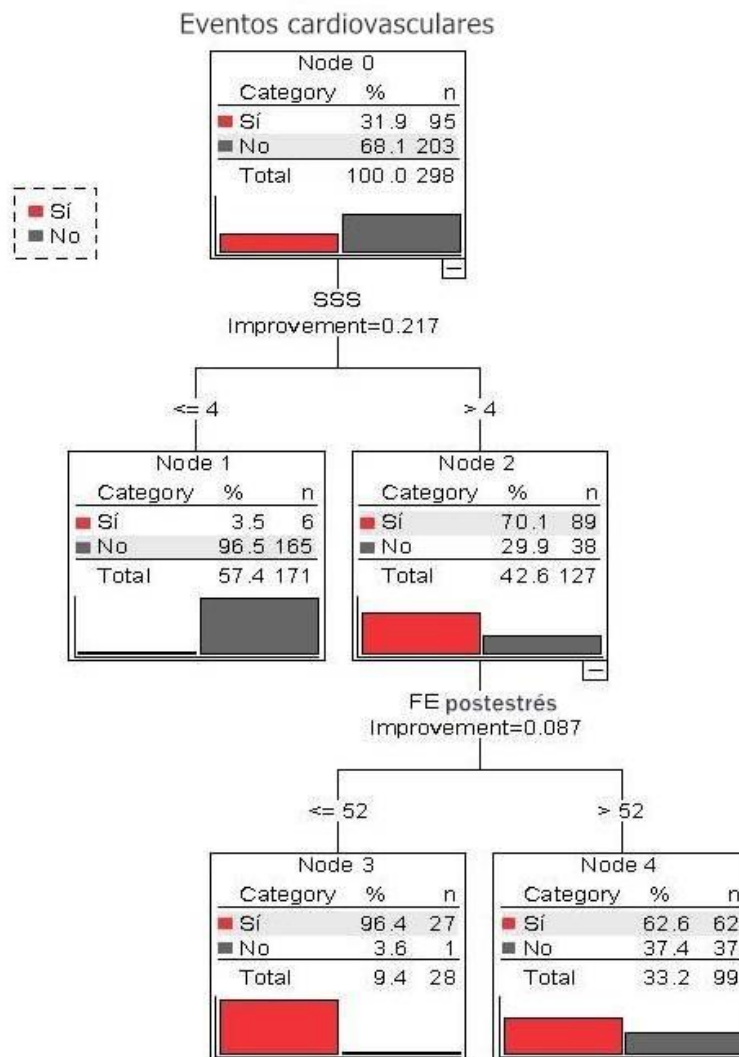 Eventos cardiovasculares
Node 0
Category % n
Sí 31.9 95
No 68.1 203
Total 100.0 298
Sí
No
SSS
Improvement=0.217
<= 4
> 4
Node 1
Category % n
Sí 3.5 6
No 96.5 165
Total 57.4 171
Node 2
Category % n
Sí 70.1 89
No 29.9 38
Total 42.6 127
FE postestrés
Improvement=0.087
<= 52
> 52
Node 3
Category % n
Sí 96.4 27
No 3.6 1
Total 9.4 28
Node 4
Category % n
Sí 62.6 62
No 37.4 37
Total 33.2 99